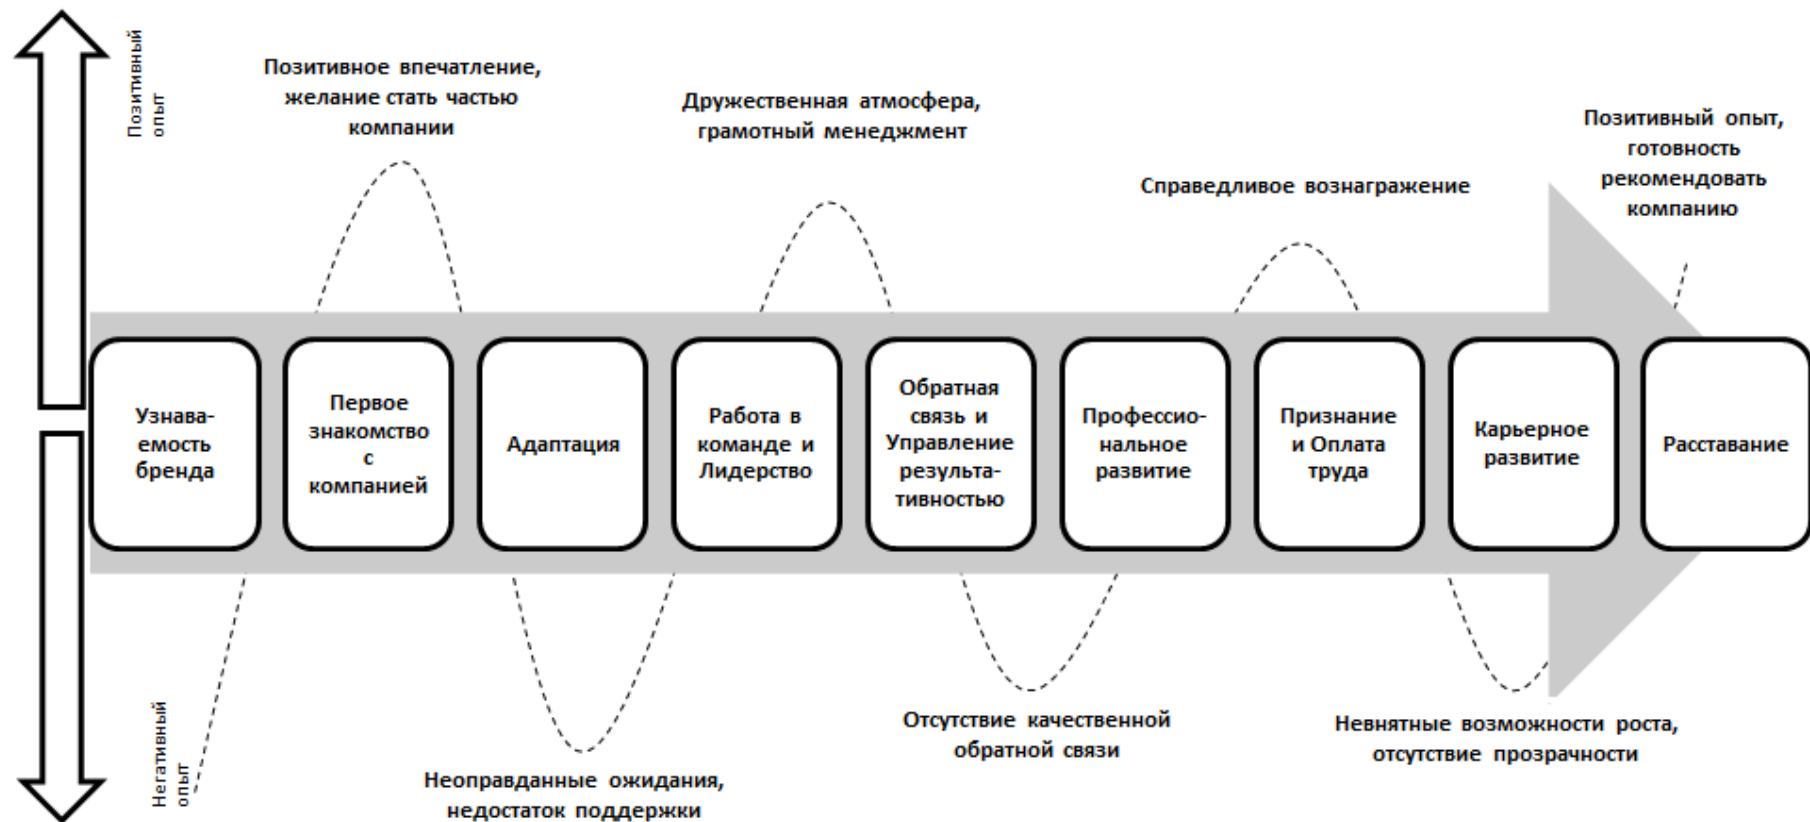 Позитивный
опыт
Позитивное впечатление,
желание стать частью
компании
Дружественная атмосфера,
грамотный менеджмент
Справедливое вознагражение
Позитивный опыт,
готовность
рекомендовать
компанию
Узнава-
емость
бренда
Первое
знакомство
с
компанией
Адаптация
Работа в
команде и
Лидерство
Обратная
связь и
Управление
результа-
тивностью
Профессио-
нальное
развитие
Признание
и Оплата
труда
Карьерное
развитие
Расставание
Негативный
опыт
Неоправданные ожидания,
недостаток поддержки
Отсутствие качественной
обратной связи
Невнятные возможности роста,
отсутствие прозрачности